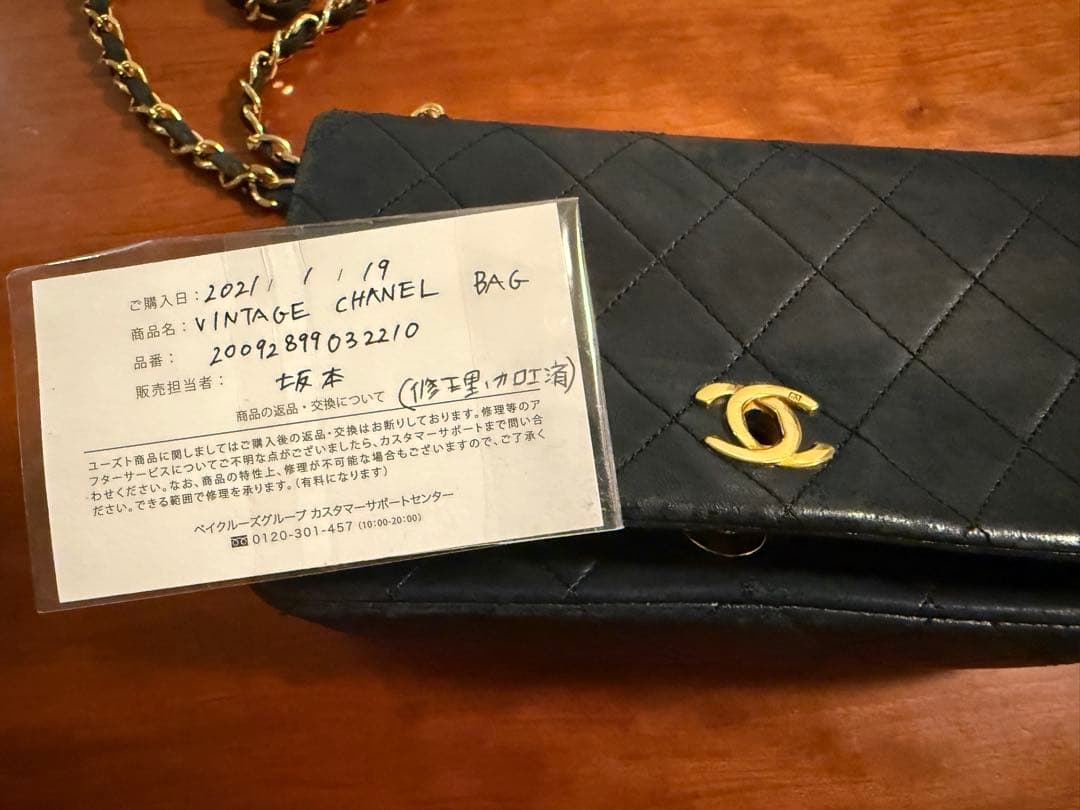 ご購入日：2021, 1, 19
商品名：VINTAGE CHANEL BAG
品番：20092899032210
販売担当者：坂本
商品の返品・交換について (修理,加工済)
ユーズト商品に関しましてはご購入後の返品・交換はお断りしております。修理等のア
フターサービスについてご不明な点がございましたら、カスタマーサポートまで問い合
わせください。なお、商品の特性上、修理が不可能な場合もございますので、ご了承く
ださい。できる範囲で修理を承ります。(有料になります)
ベイクルーズグループ カスタマーサポートセンター
0120-301-457 (10:00-20:00)